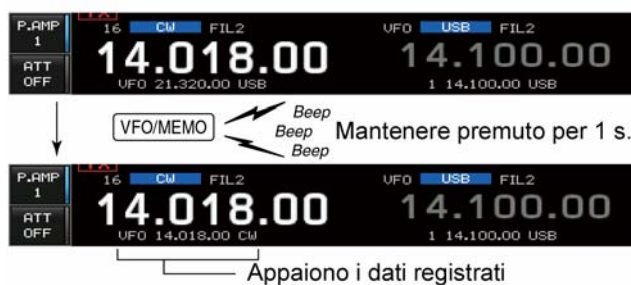 P.AMP 1 TX
16 CW FIL2 VFO USB FIL2
14.018.00 14.100.00
ATT OFF
VFO 21.320.00 USB 1 14.100.00 USB
VFO/MEMO Beep Beep Beep Mantenere premuto per 1 s.
P.AMP 1 TX
16 CW FIL2 VFO USB FIL2
14.018.00 14.100.00
ATT OFF
VFO 14.018.00 CW 1 14.100.00 USB
Appaiono i dati registrati